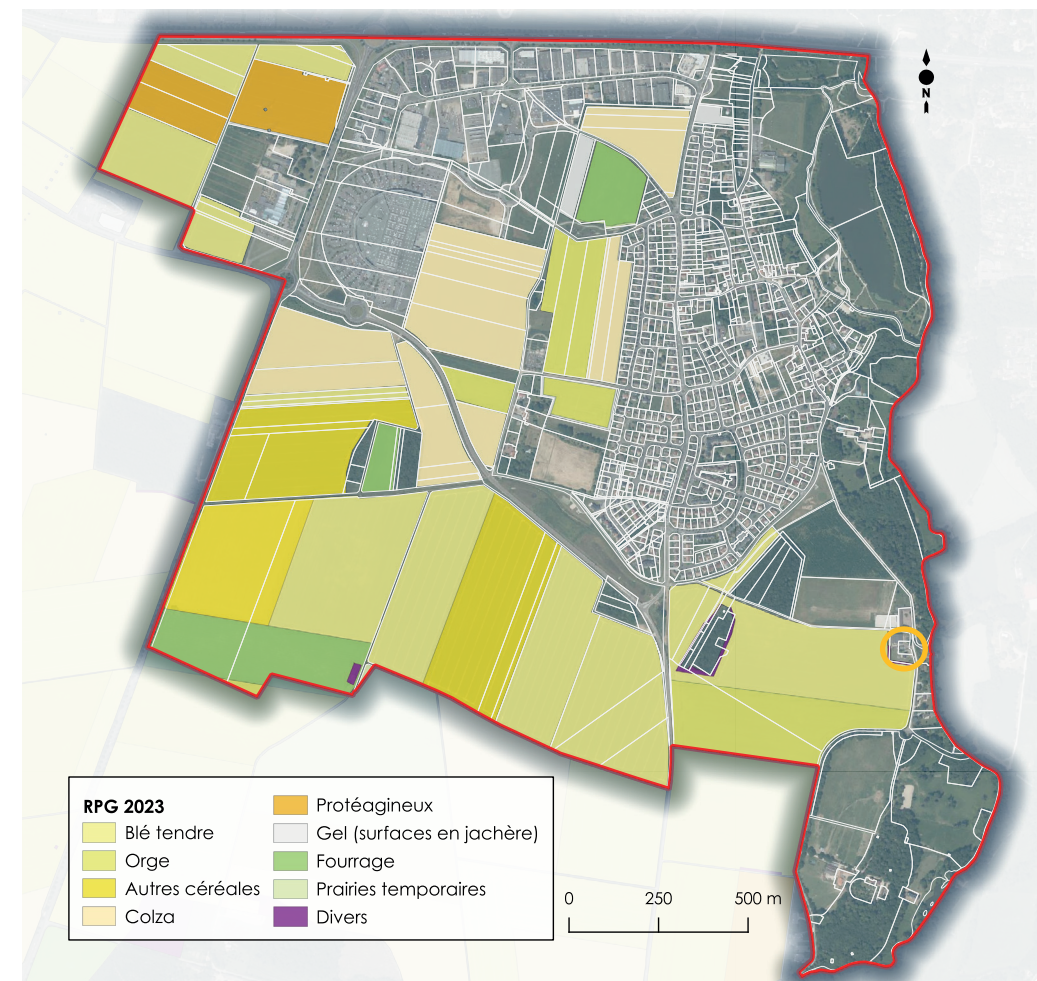 N
RPG 2023
Blé tendre
Orge
Autres céréales
Colza
Protéagineux
Gel (surfaces en jachère)
Fourrage
Prairies temporaires
Divers
0 250 500 m